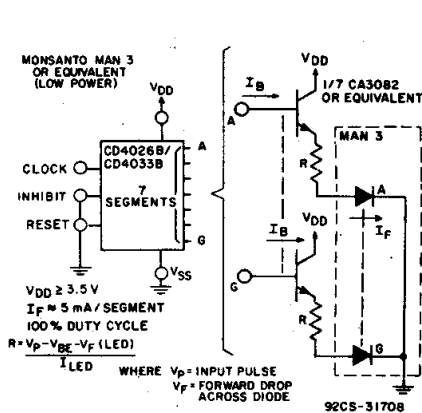 MONSANTO MAN 3
OR EQUIVALENT
(LOW POWER)
VDD
CD4026B/
CD4033B
7
SEGMENTS
A
G
CLOCK
INHIBIT
RESET
VSS
VDD ≥ 3.5 V
IF ≈ 5 mA/SEGMENT
100% DUTY CYCLE
R = VP-VBE-VF (LED)
ILED
VDD
IB
1/7 CA3082
OR EQUIVALENT
A
R
MAN 3
A
IF
VDD
IB
G
R
G
WHERE VP = INPUT PULSE
VF = FORWARD DROP
ACROSS DIODE
92CS-31708